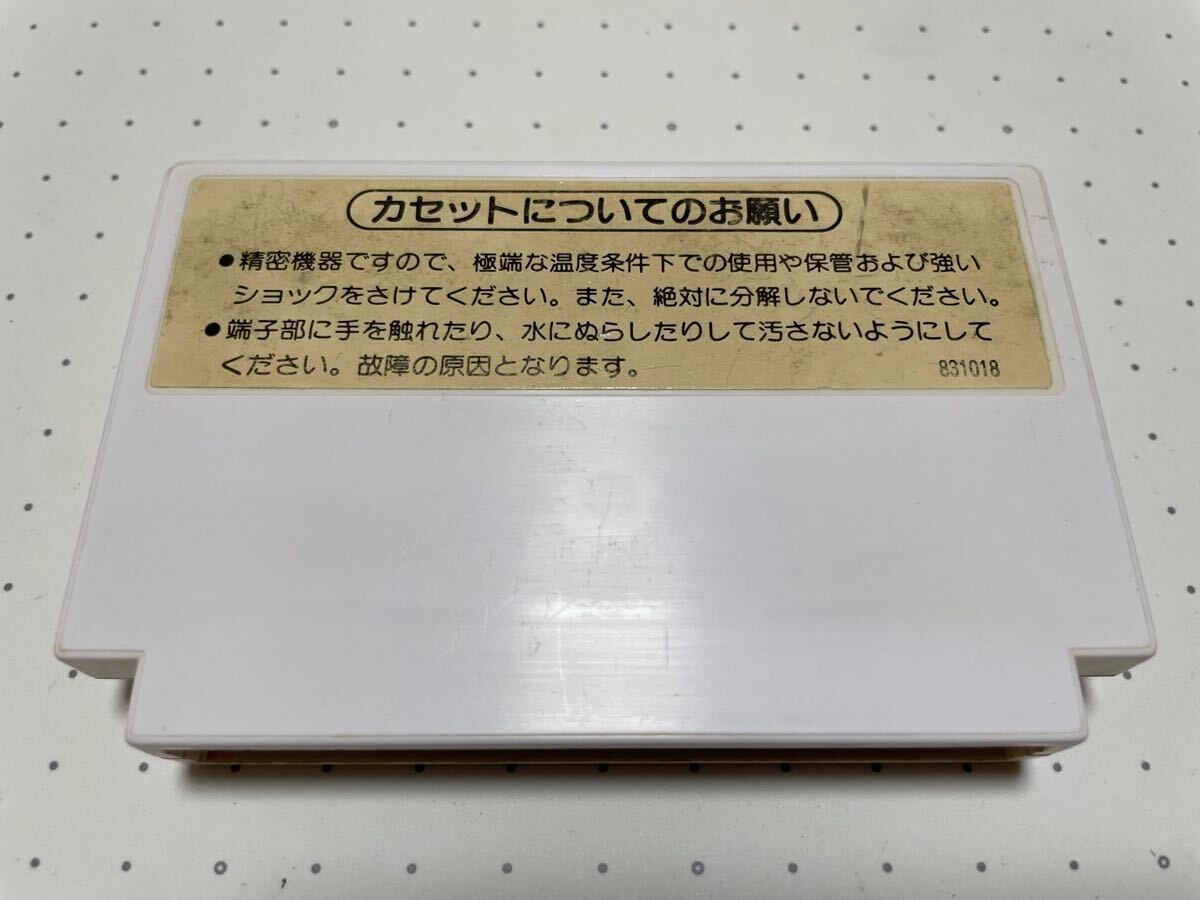 カセットについてのお願い
●精密機器ですので、極端な温度条件下での使用や保管および強い
ショックをさけてください。また、絶対に分解しないでください。
●端子部に手を触れたり、水にぬらしたりして汚さないようにして
ください。故障の原因となります。
831018